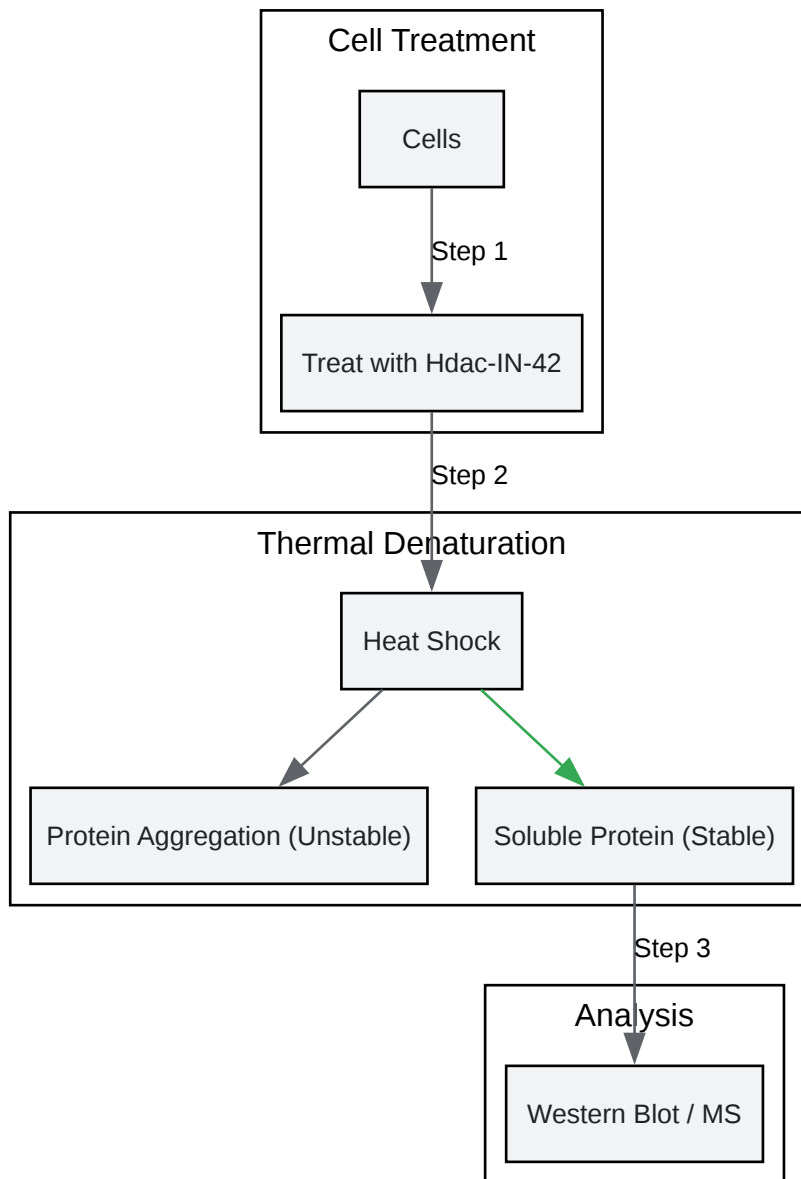 Cell Treatment
Cells
Step 1
Treat with Hdac-IN-42
Step 2
Thermal Denaturation
Heat Shock
Protein Aggregation (Unstable)
Soluble Protein (Stable)
Step 3
Analysis
Western Blot / MS